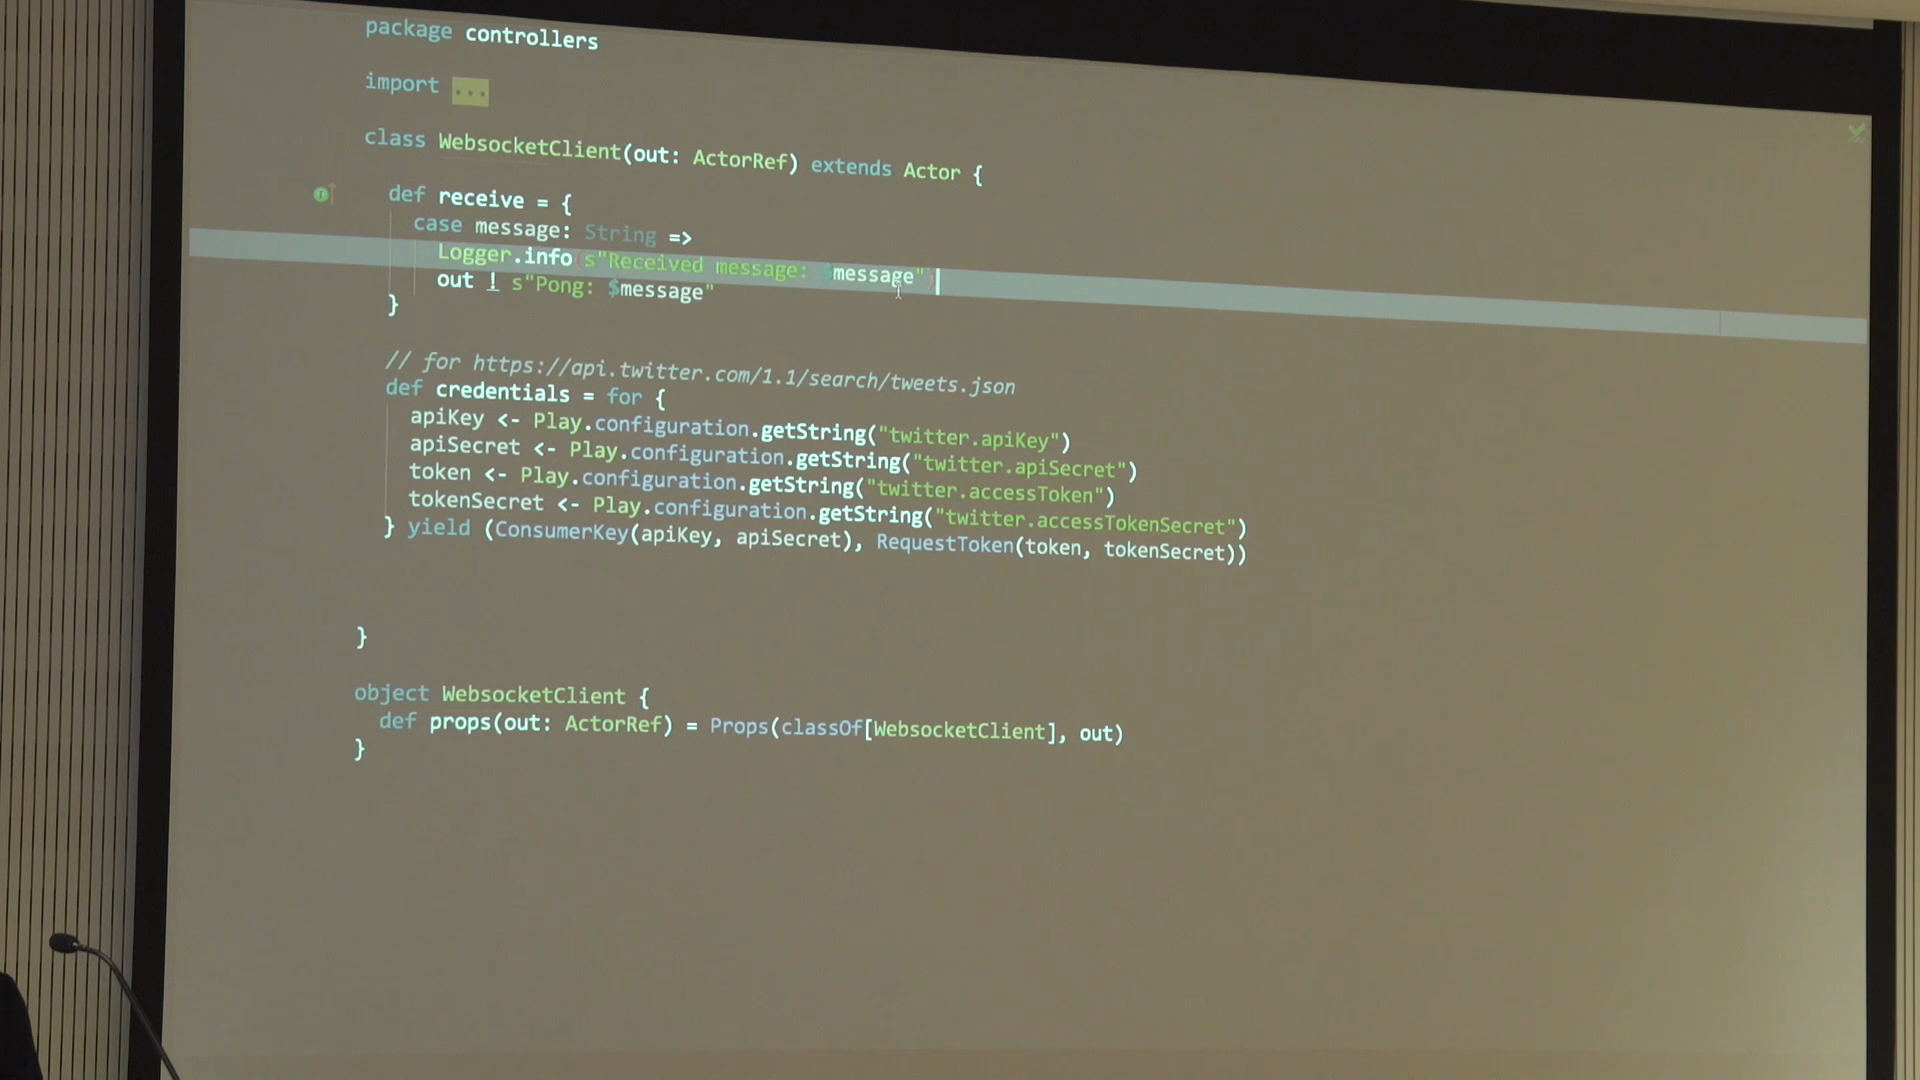 package controllers
import ...
class WebsocketClient(out: ActorRef) extends Actor {
def receive = {
case message: String =>
Logger.info(s"Received message: $message")
out ! s"Pong: $message"
}
// for https://api.twitter.com/1.1/search/tweets.json
def credentials = for {
apiKey <- Play.configuration.getString("twitter.apiKey")
apiSecret <- Play.configuration.getString("twitter.apiSecret")
token <- Play.configuration.getString("twitter.accessToken")
tokenSecret <- Play.configuration.getString("twitter.accessTokenSecret")
} yield (ConsumerKey(apiKey, apiSecret), RequestToken(token, tokenSecret))
}
object WebsocketClient {
def props(out: ActorRef) = Props(classOf[WebsocketClient], out)
}